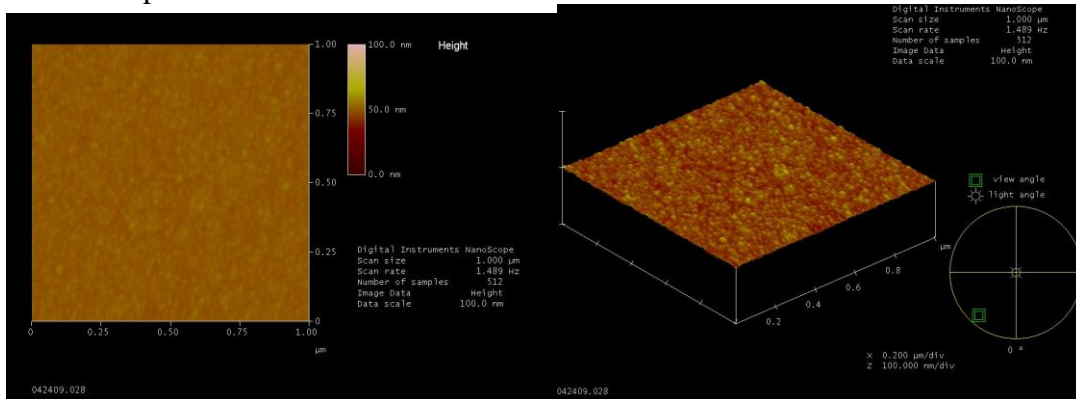 1.00
100.0 nm
Height
0.75
50.0 nm
0.50
0.0 nm
0.25
Digital Instruments NanoScope
Scan size 1.000 µm
Scan rate 1.489 Hz
Number of samples 512
Image Data Height
Data scale 100.0 nm
0
0 0.25 0.50 0.75 1.00
µm
042409.028
Digital Instruments NanoScope
Scan size 1.000 µm
Scan rate 1.489 Hz
Number of samples 512
Image Data Height
Data scale 100.0 nm
view angle
light angle
µm
0.8
0.6
0.4
0.2
0 °
X 0.200 µm/div
Z 100.000 nm/div
042409.028